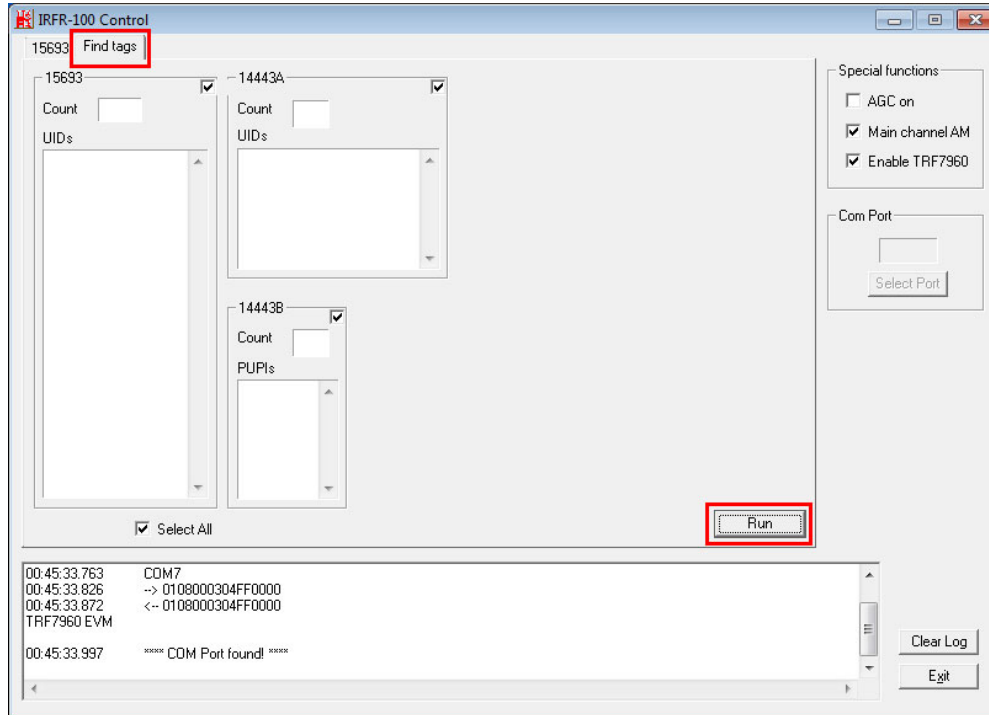 IRFR-100 Control
15693 Find tags
15693
Count
UIDs
14443A
Count
UIDs
14443B
Count
PUPIs
Select All
Run
Special functions
AGC on
Main channel AM
Enable TRF7960
Com Port
Select Port
00:45:33.763 COM7
00:45:33.826 --> 0108000304FF0000
00:45:33.872 <-- 0108000304FF0000
TRF7960 EVM
00:45:33.997 **** COM Port found! ****
Clear Log
Exit